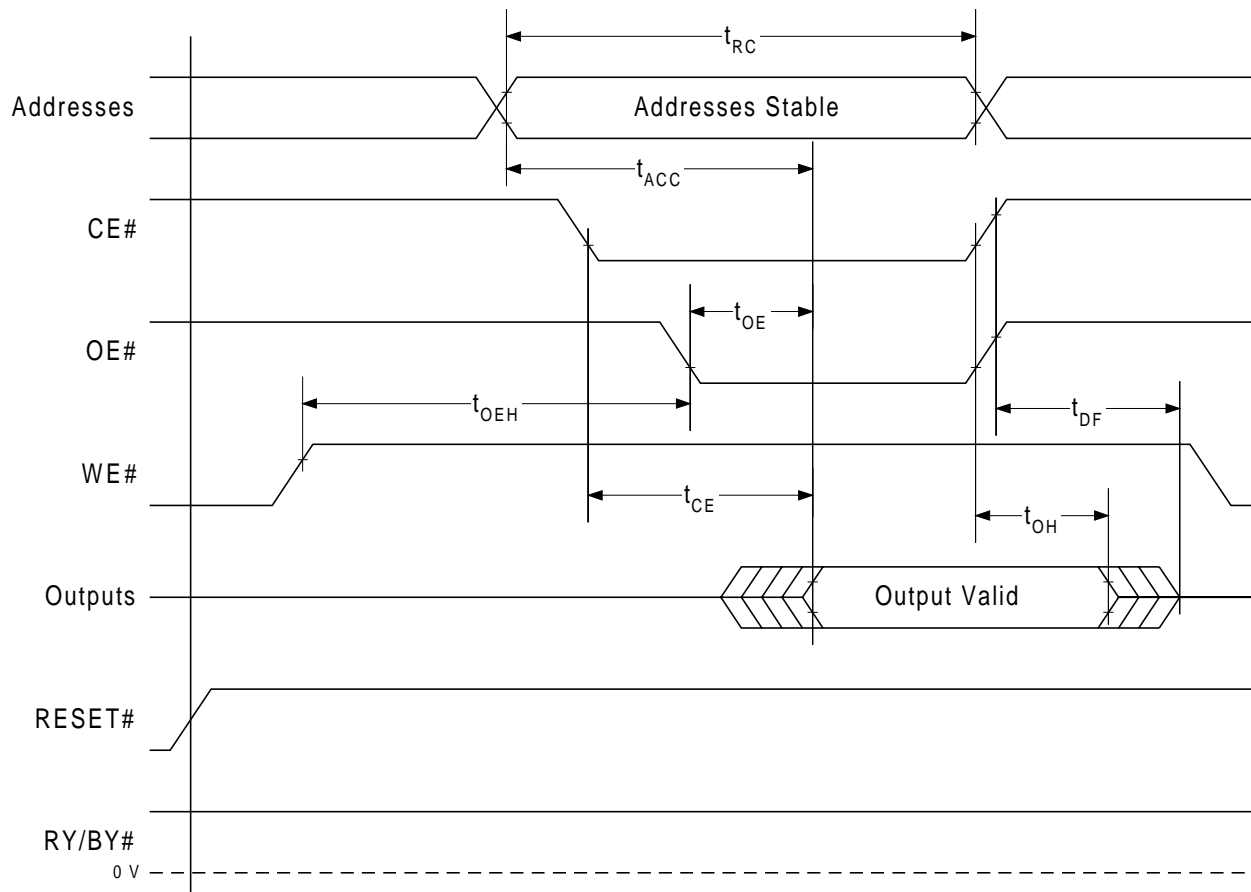 tRC
Addresses
Addresses Stable
tACC
CE#
tOE
OE#
tOEH
tDF
WE#
tCE
tOH
Outputs
Output Valid
RESET#
RY/BY#
0 V